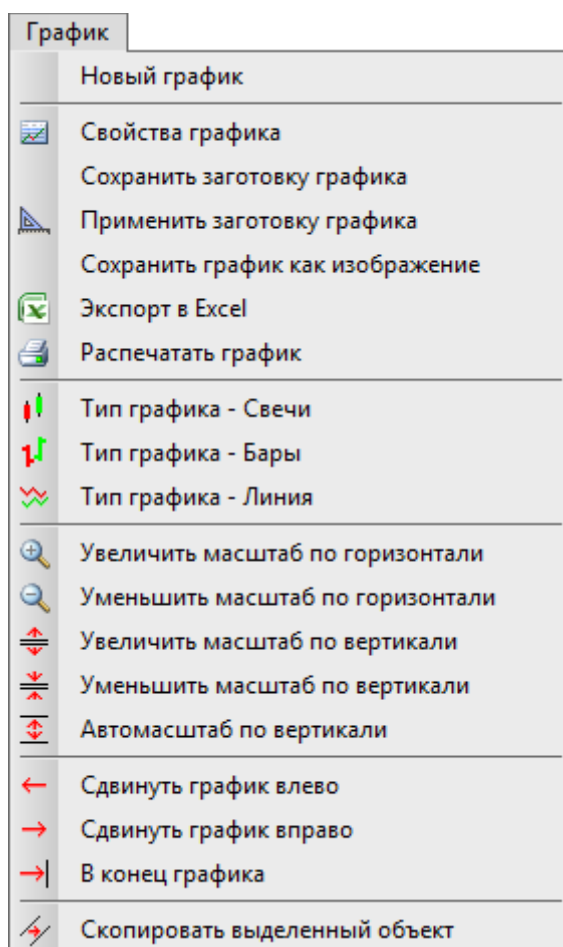 График
Новый график
Свойства графика
Сохранить заготовку графика
Применить заготовку графика
Сохранить график как изображение
Экспорт в Excel
Распечатать график
Тип графика - Свечи
Тип графика - Бары
Тип графика - Линия
Увеличить масштаб по горизонтали
Уменьшить масштаб по горизонтали
Увеличить масштаб по вертикали
Уменьшить масштаб по вертикали
Автомасштаб по вертикали
Сдвинуть график влево
Сдвинуть график вправо
В конец графика
Скопировать выделенный объект